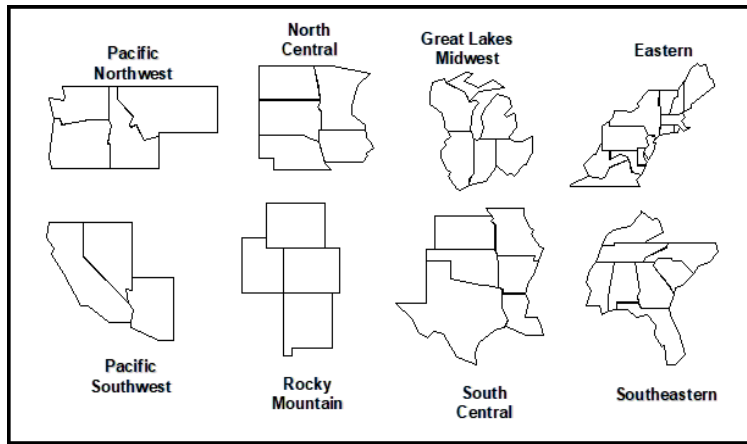 Pacific
Northwest
North
Central
Great Lakes
Midwest
Eastern
Pacific
Southwest
Rocky
Mountain
South
Central
Southeastern